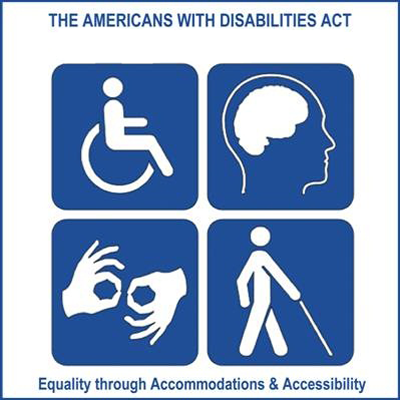 THE AMERICANS WITH DISABILITIES ACT
Equality through Accommodations & Accessibility